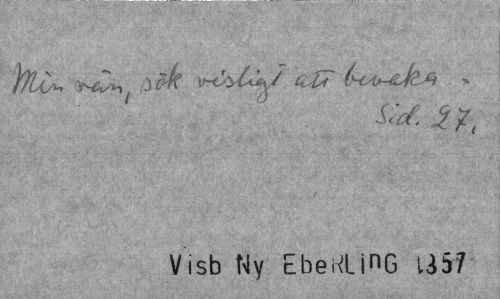 Min vän, sök visligt att bevaka -
Sid. 27.
Visb Ny EbeRLInG 1857